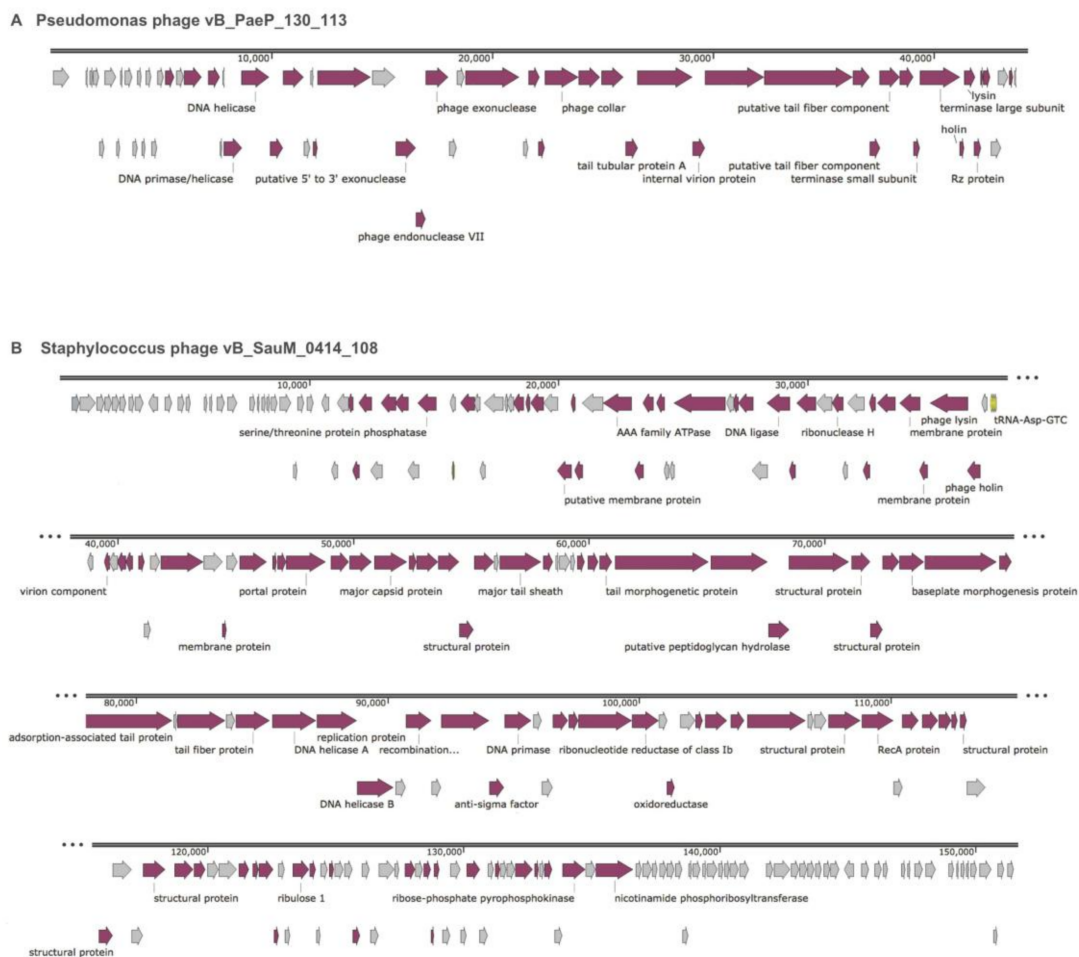 A Pseudomonas phage vB_PaeP_130_113
10,000 20,000 30,000 40,000
lysin
DNA helicase phage exonuclease phage collar putative tail fiber component terminase large subunit
holin
tail tubular protein A putative tail fiber component
DNA primase/helicase putative 5' to 3' exonuclease internal virion protein terminase small subunit Rz protein
phage endonuclease VII
B Staphylococcus phage vB_SauM_0414_108
10,000 20,000 30,000
phage lysin tRNA-Asp-GTC
serine/threonine protein phosphatase AAA family ATPase DNA ligase ribonuclease H membrane protein
phage holin
putative membrane protein membrane protein
40,000 50,000 60,000 70,000
virion component portal protein major capsid protein major tail sheath tail morphogenetic protein structural protein baseplate morphogenesis protein
membrane protein structural protein putative peptidoglycan hydrolase structural protein
80,000 90,000 100,000 110,000
adsorption-associated tail protein replication protein
tail fiber protein DNA helicase A recombination... DNA primase ribonucleotide reductase of class Ib structural protein RecA protein structural protein
DNA helicase B anti-sigma factor oxidoreductase
120,000 130,000 140,000 150,000
structural protein ribulose 1 ribose-phosphate pyrophosphokinase nicotinamide phosphoribosyltransferase
structural protein